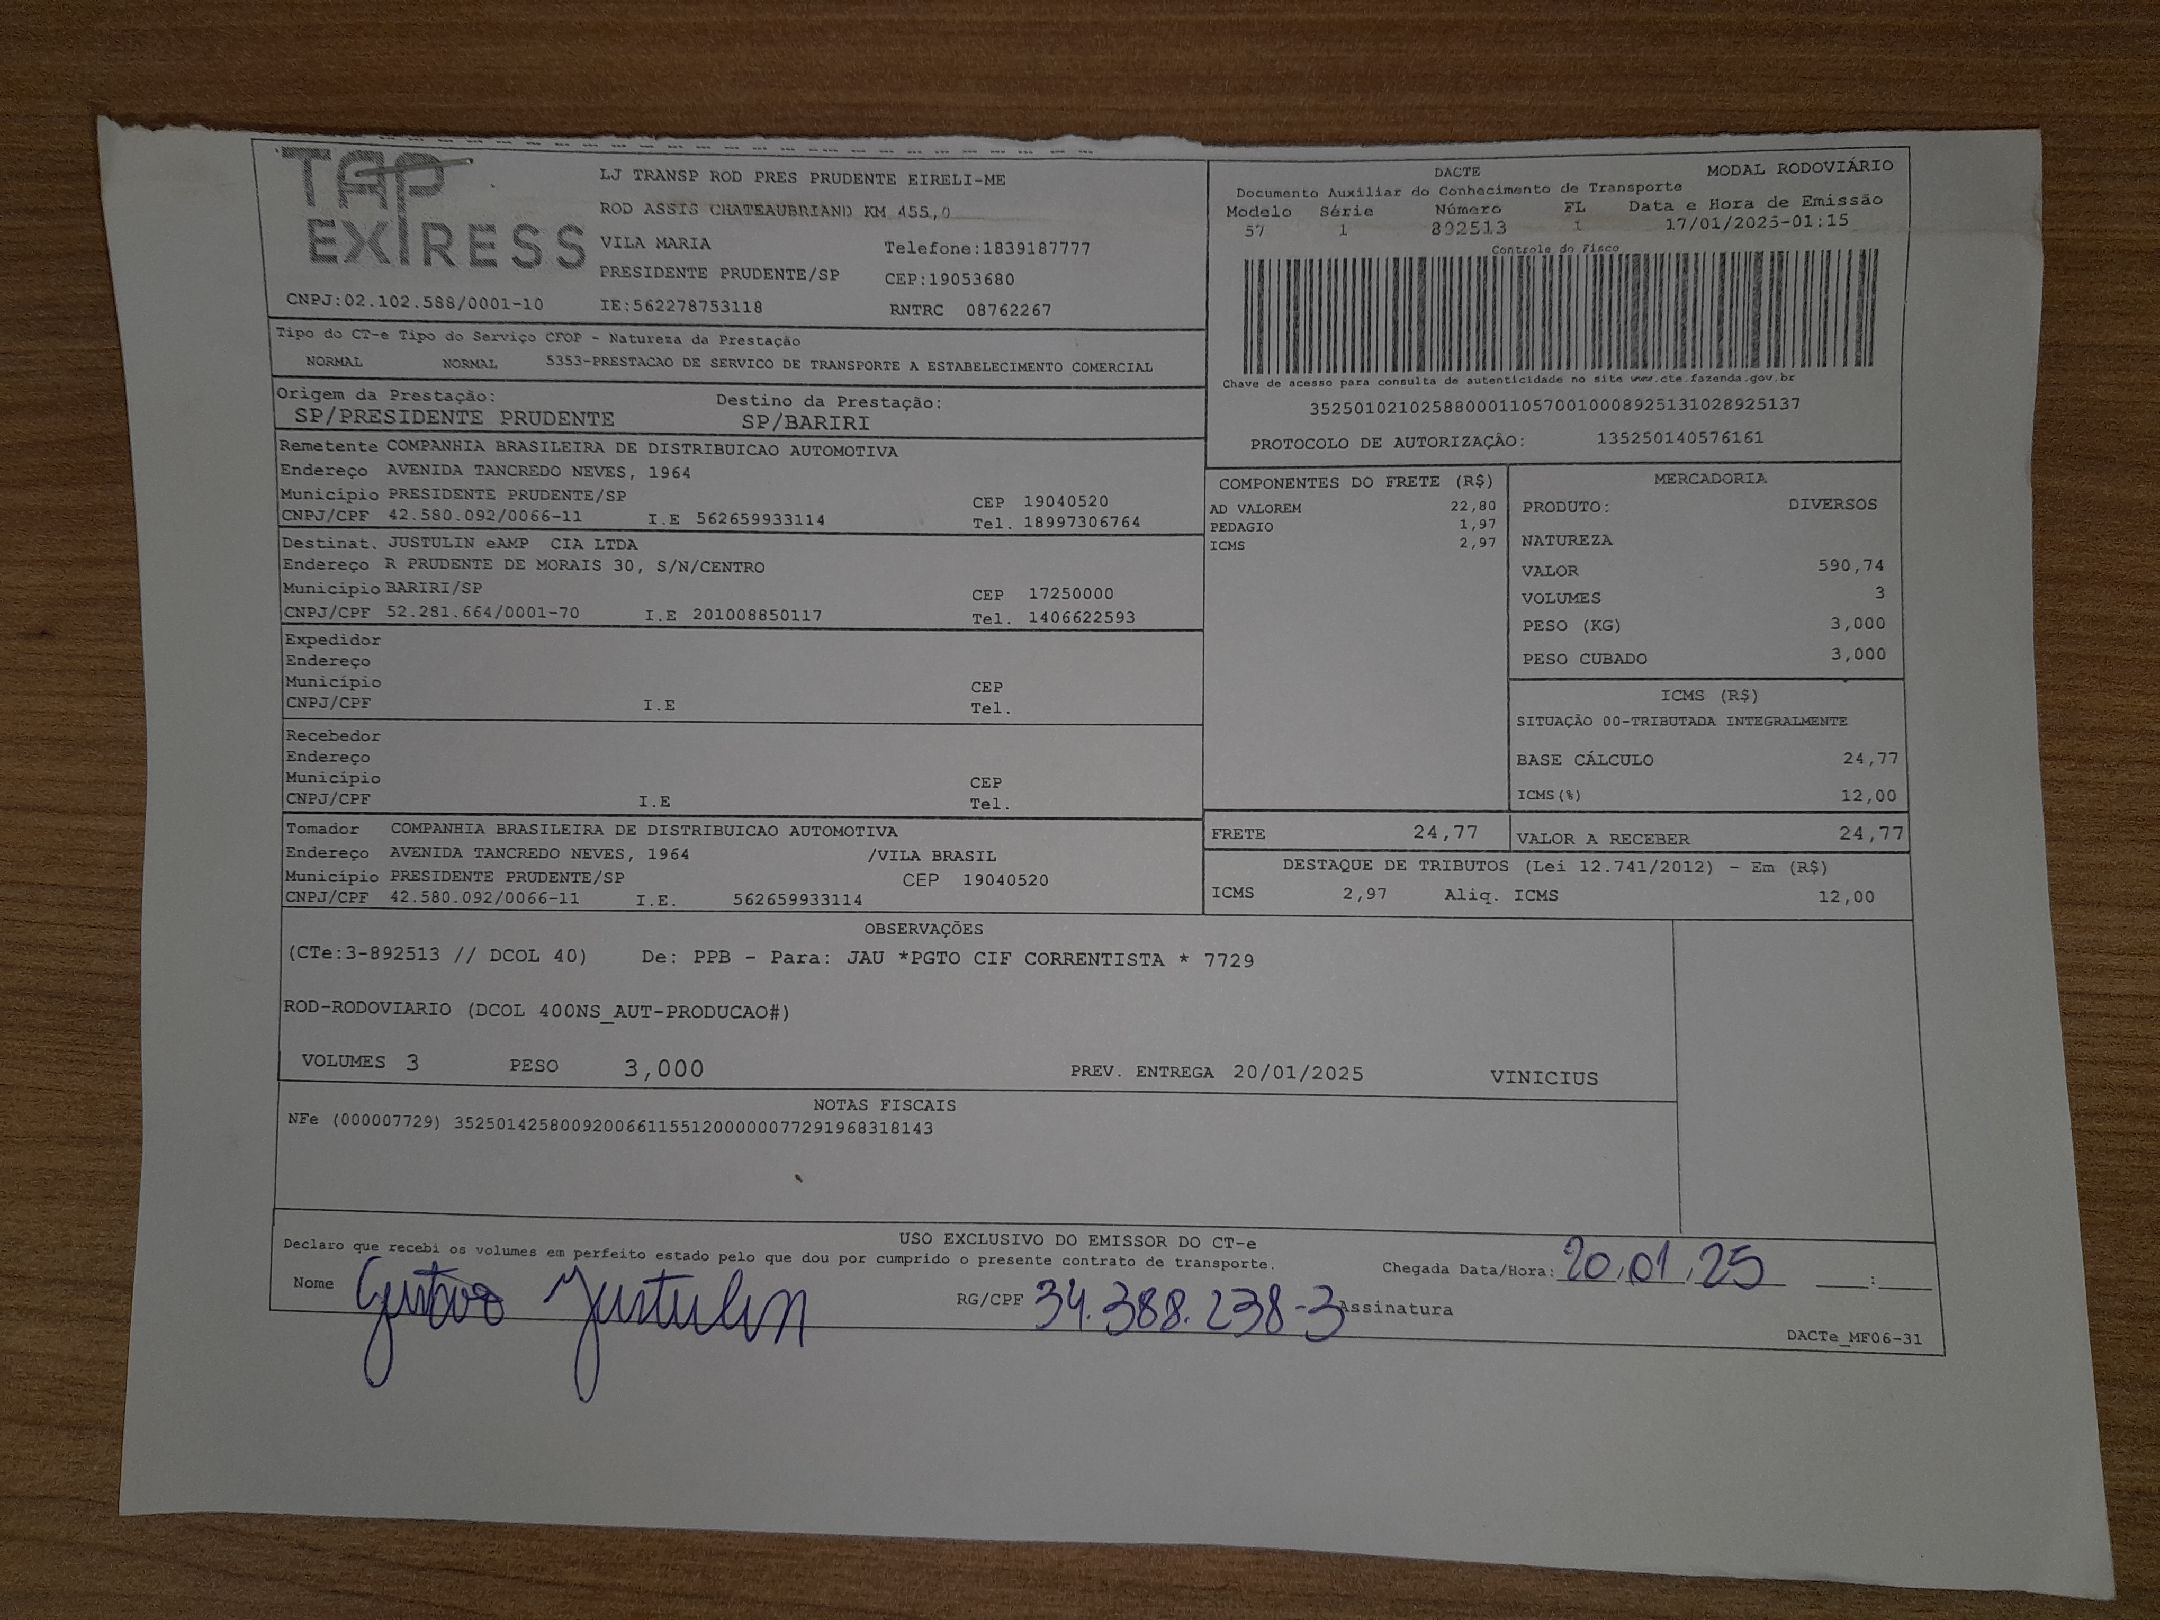 TAP
EXPRESS
LJ TRANSP ROD PRES PRUDENTE EIRELI-ME
ROD ASSIS CHATEAUBRIAND KM 455,0
VILA MARIA Telefone:1839187777
PRESIDENTE PRUDENTE/SP CEP:19053680
CNPJ:02.102.588/0001-10 IE:562278753118 RNTRC 08762267
DACTE MODAL RODOVIÁRIO
Documento Auxiliar do Conhecimento de Transporte
Modelo Série Número FL Data e Hora de Emissão
57 1 892513 1 17/01/2025-01:15
Controle do Fisco
Chave de acesso para consulta de autenticidade no site www.cte.fazenda.gov.br
35250102102588000110570010008925131028925137
PROTOCOLO DE AUTORIZAÇÃO: 135250140576161
Tipo do CT-e Tipo do Serviço CFOP - Natureza da Prestação
NORMAL NORMAL 5353-PRESTACAO DE SERVICO DE TRANSPORTE A ESTABELECIMENTO COMERCIAL
Origem da Prestação: Destino da Prestação:
SP/PRESIDENTE PRUDENTE SP/BARIRI
Remetente COMPANHIA BRASILEIRA DE DISTRIBUICAO AUTOMOTIVA
Endereço AVENIDA TANCREDO NEVES, 1964
Município PRESIDENTE PRUDENTE/SP CEP 19040520
CNPJ/CPF 42.580.092/0066-11 I.E 562659933114 Tel. 18997306764
Destinat. JUSTULIN eAMP CIA LTDA
Endereço R PRUDENTE DE MORAIS 30, S/N/CENTRO
Município BARIRI/SP CEP 17250000
CNPJ/CPF 52.281.664/0001-70 I.E 201008850117 Tel. 1406622593
Expedidor
Endereço
Município CEP
CNPJ/CPF I.E Tel.
Recebedor
Endereço
Município CEP
CNPJ/CPF I.E Tel.
Tomador COMPANHIA BRASILEIRA DE DISTRIBUICAO AUTOMOTIVA
Endereço AVENIDA TANCREDO NEVES, 1964 /VILA BRASIL
Município PRESIDENTE PRUDENTE/SP CEP 19040520
CNPJ/CPF 42.580.092/0066-11 I.E. 562659933114
COMPONENTES DO FRETE (R$)
AD VALOREM 22,80
PEDAGIO 1,97
ICMS 2,97
MERCADORIA
PRODUTO: DIVERSOS
NATUREZA
VALOR 590,74
VOLUMES 3
PESO (KG) 3,000
PESO CUBADO 3,000
ICMS (R$)
SITUAÇÃO 00-TRIBUTADA INTEGRALMENTE
BASE CÁLCULO 24,77
ICMS(%) 12,00
FRETE 24,77 VALOR A RECEBER 24,77
DESTAQUE DE TRIBUTOS (Lei 12.741/2012) - Em (R$)
ICMS 2,97 Aliq. ICMS 12,00
OBSERVAÇÕES
(CTe:3-892513 // DCOL 40) De: PPB - Para: JAU *PGTO CIF CORRENTISTA * 7729
ROD-RODOVIARIO (DCOL 400NS_AUT-PRODUCAO#)
VOLUMES 3 PESO 3,000 PREV. ENTREGA 20/01/2025 VINICIUS
NOTAS FISCAIS
NFe (000007729) 35250142580092006611551200000077291968318143
USO EXCLUSIVO DO EMISSOR DO CT-e
Declaro que recebi os volumes em perfeito estado pelo que dou por cumprido o presente contrato de transporte.
Chegada Data/Hora: 20.01.25 :
Nome Gustavo Justulin RG/CPF 34.388.238-3 Assinatura
DACTe_MF06-31